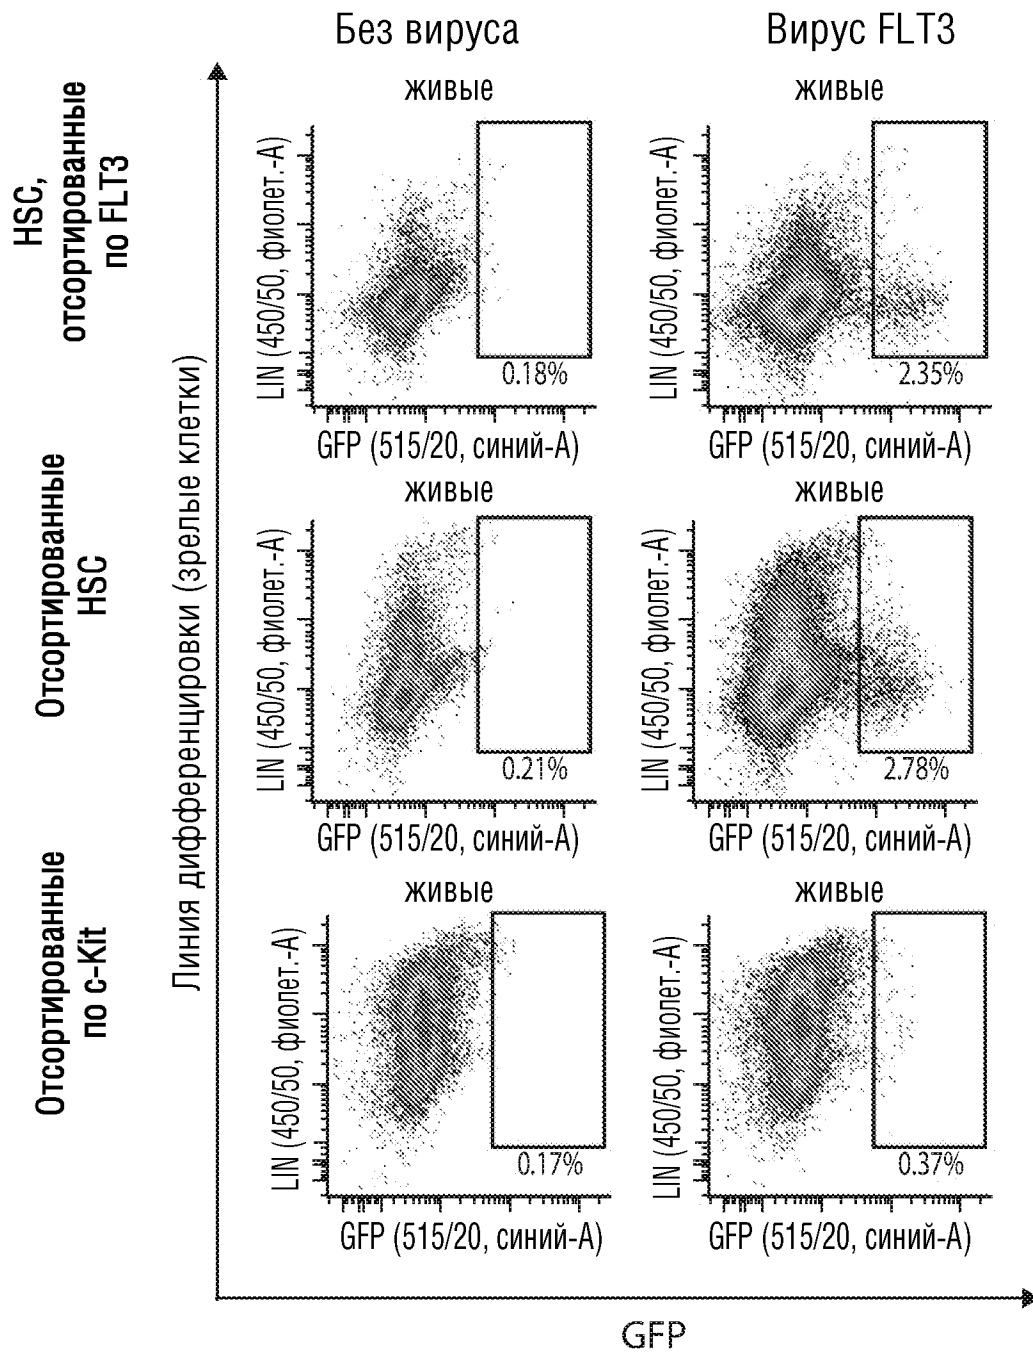 Без вируса
Вирус FLT3
HSC,
отсортированные
по FLT3
живые
LIN (450/50, фиолет.-A)
0.18%
GFP (515/20, синий-A)
живые
LIN (450/50, фиолет.-A)
2.35%
GFP (515/20, синий-A)
Линия дифференцировки (зрелые клетки)
Отсортированные
HSC
живые
LIN (450/50, фиолет.-A)
0.21%
GFP (515/20, синий-A)
живые
LIN (450/50, фиолет.-A)
2.78%
GFP (515/20, синий-A)
Отсортированные
по c-Kit
живые
LIN (450/50, фиолет.-A)
0.17%
GFP (515/20, синий-A)
живые
LIN (450/50, фиолет.-A)
0.37%
GFP (515/20, синий-A)
GFP